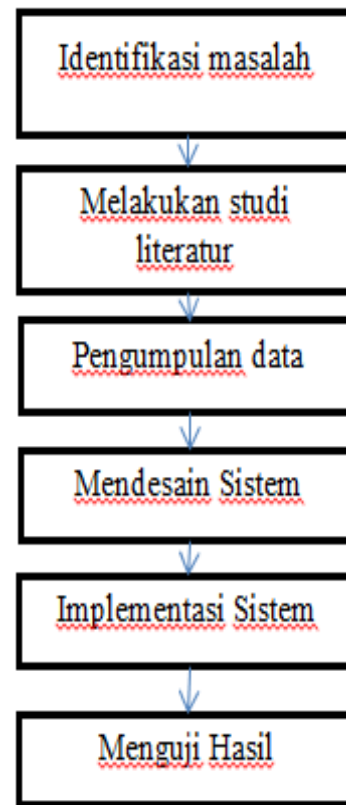 Identifikasi masalah
Melakukan studi
literatur
Pengumpulan data
Mendesain Sistem
Implementasi Sistem
Menguji Hasil